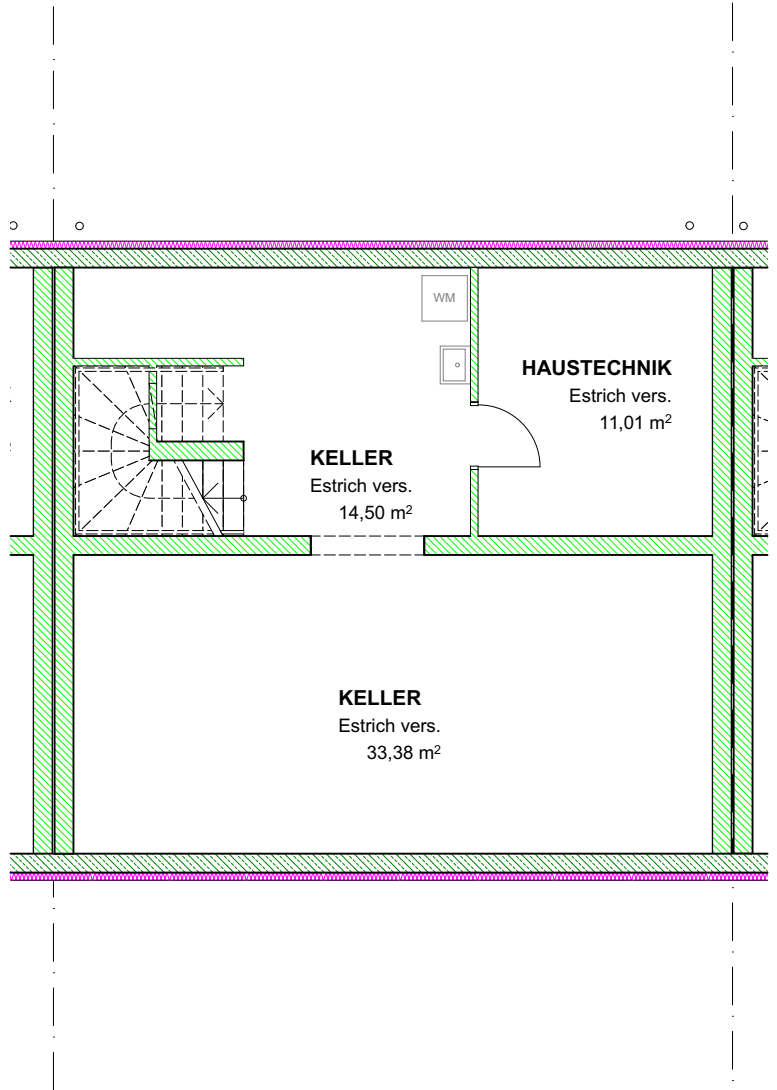 WM
HAUSTECHNIK
Estrich vers.
11,01 m²
KELLER
Estrich vers.
14,50 m²
KELLER
Estrich vers.
33,38 m²